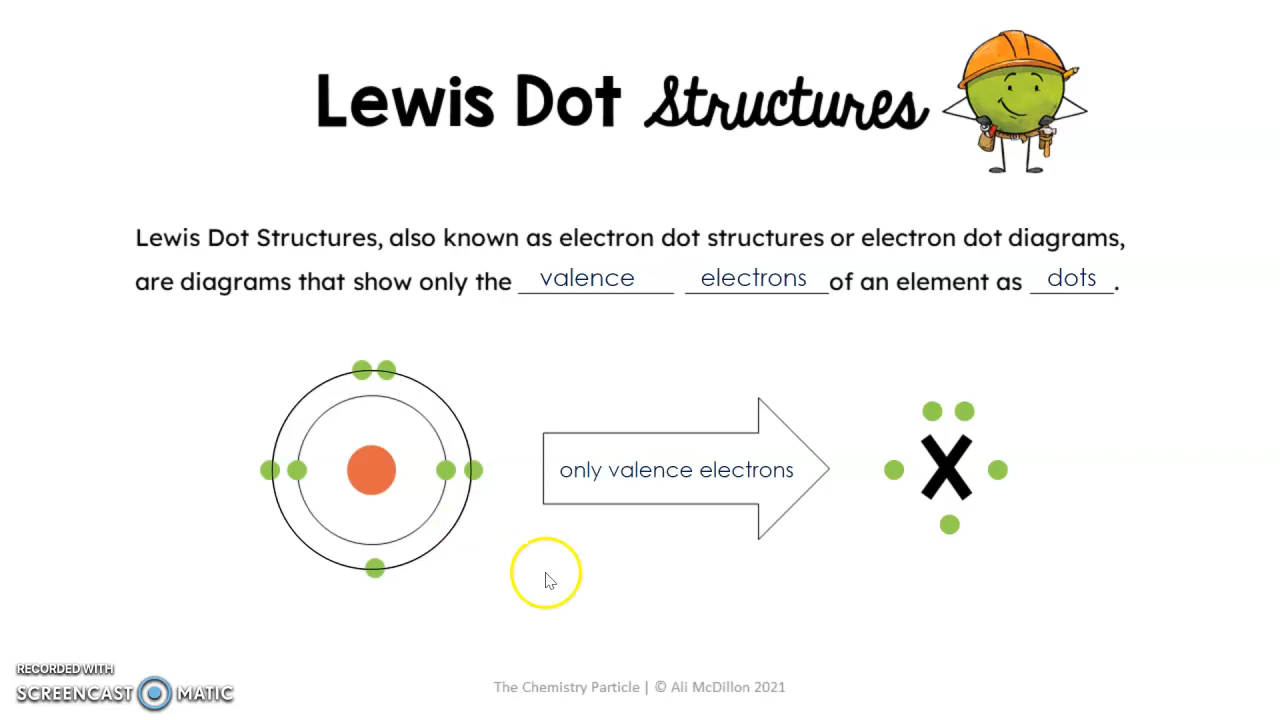 Lewis Dot Structures
Lewis Dot Structures, also known as electron dot structures or electron dot diagrams,
are diagrams that show only the valence electrons of an element as dots.
only valence electrons
X
RECORDED WITH
SCREENCAST MATIC
The Chemistry Particle | © Ali McDillon 2021